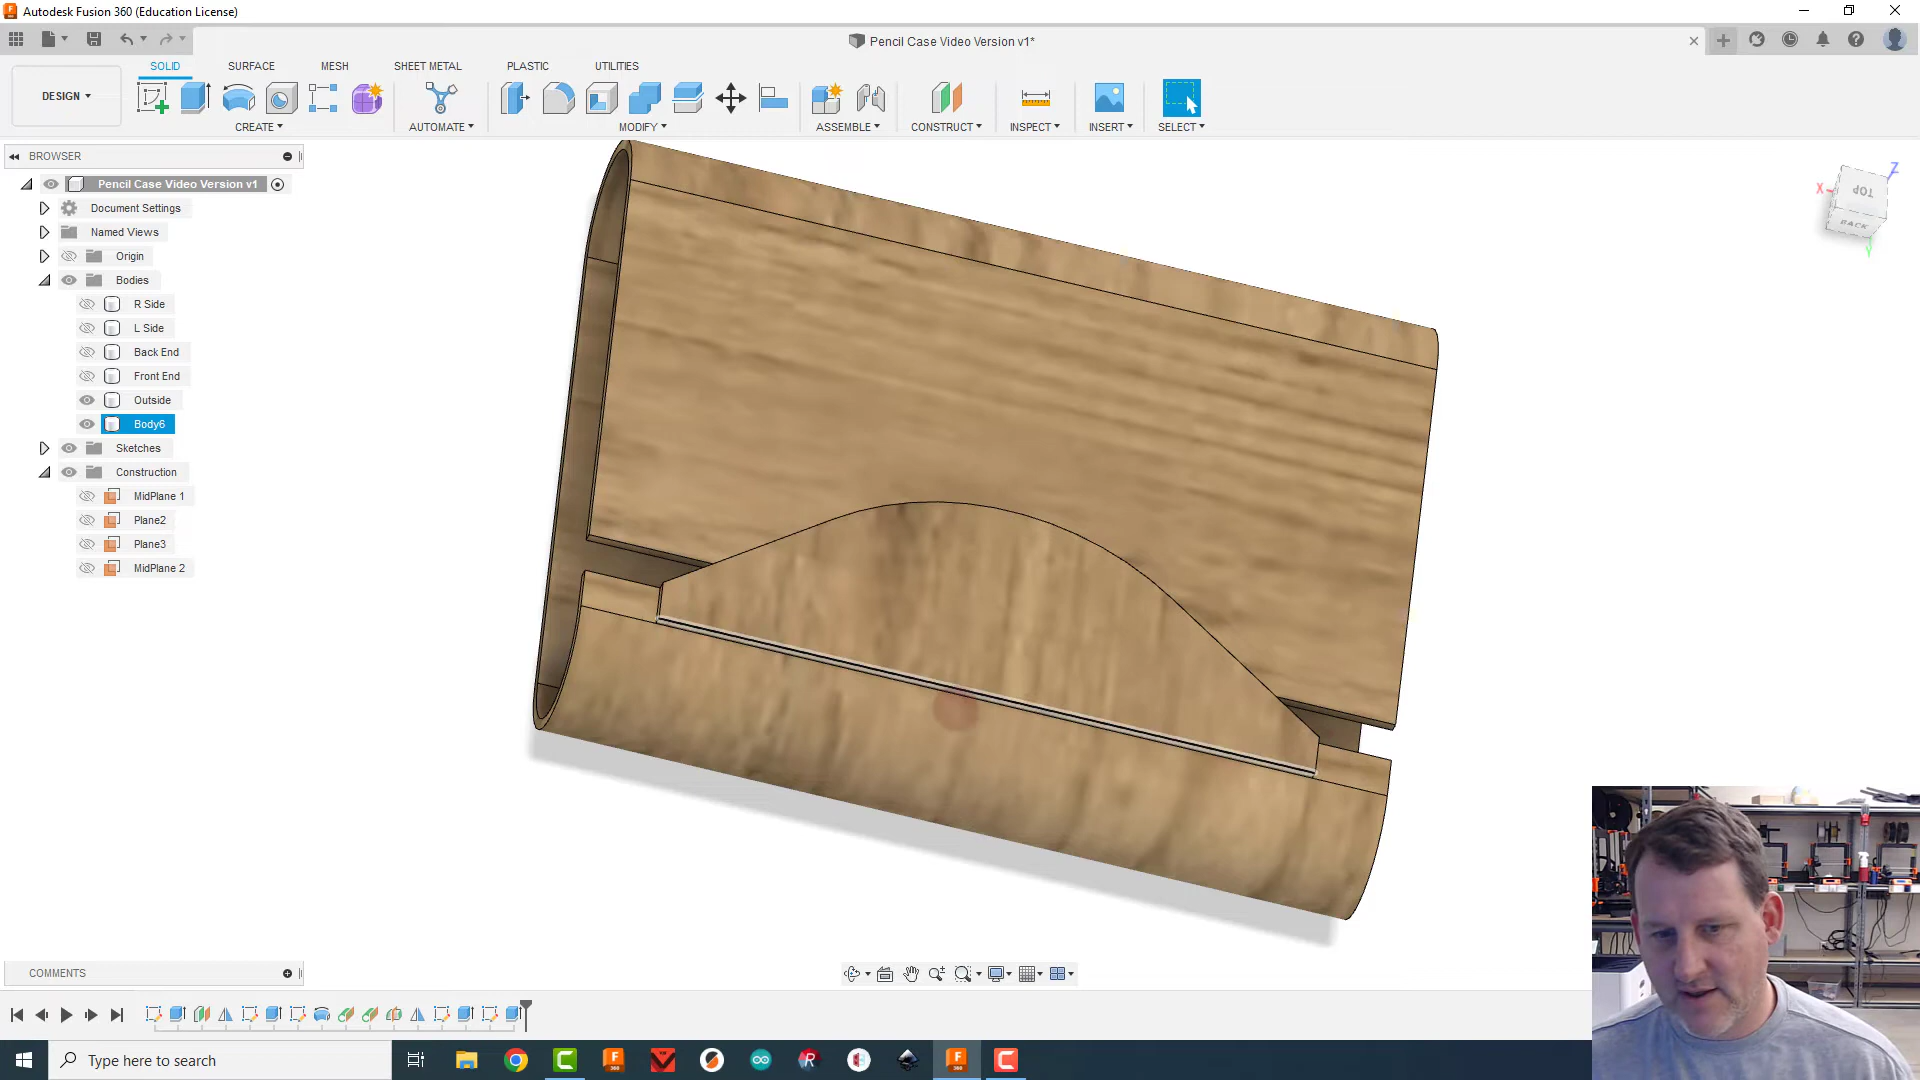 Autodesk Fusion 360 (Education License)
Pencil Case Video Version v1*
DESIGN
SOLID
SURFACE
MESH
SHEET METAL
PLASTIC
UTILITIES
CREATE
AUTOMATE
MODIFY
ASSEMBLE
CONSTRUCT
INSPECT
INSERT
SELECT
BROWSER
Pencil Case Video Version v1
Document Settings
Named Views
Origin
Bodies
R Side
L Side
Back End
Front End
Outside
Body6
Sketches
Construction
MidPlane 1
Plane2
Plane3
MidPlane 2
Z
X
TOP
BACK
Y
COMMENTS
Type here to search